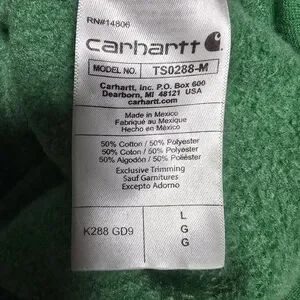 RN#14806
carhartt
MODEL NO. TS0288-M
Carhartt, Inc. P.O. Box 600
Dearborn, MI 48121 USA
carhartt.com
Made in Mexico
Fabriqué au Mexique
Hecho en México
50% Cotton / 50% Polyester
50% Coton / 50% Polyester
50% Algodón / 50% Poliéster
Exclusive Trimming
Sauf Garnitures
Excepto Adorno
K288 GD9
L
G
G